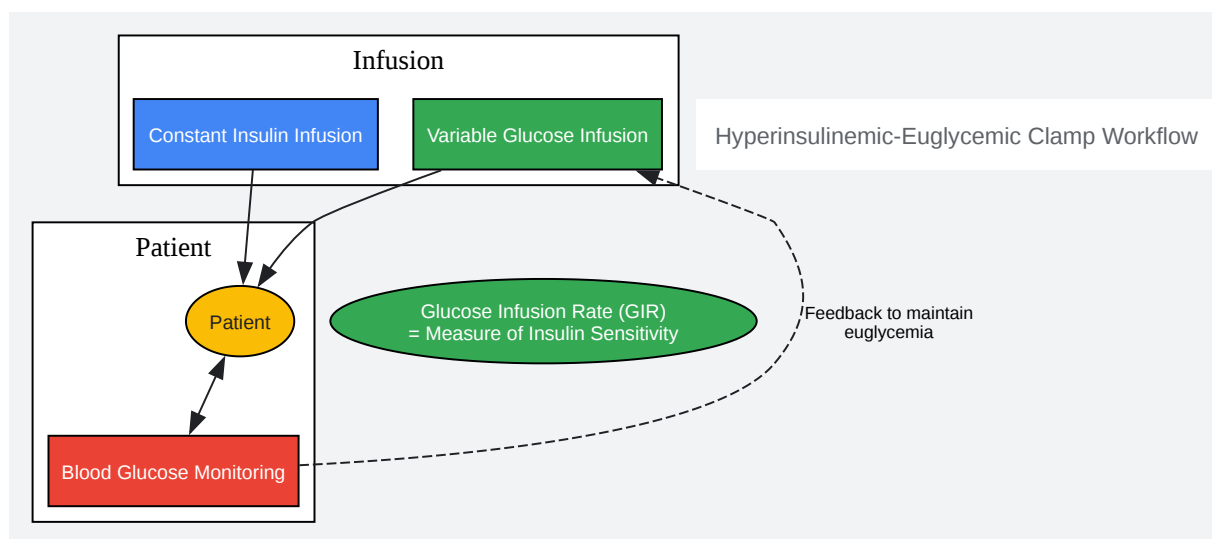 Infusion
Constant Insulin Infusion
Variable Glucose Infusion
Hyperinsulinemic-Euglycemic Clamp Workflow
Patient
Patient
Glucose Infusion Rate (GIR)
= Measure of Insulin Sensitivity
Feedback to maintain
euglycemia
Blood Glucose Monitoring